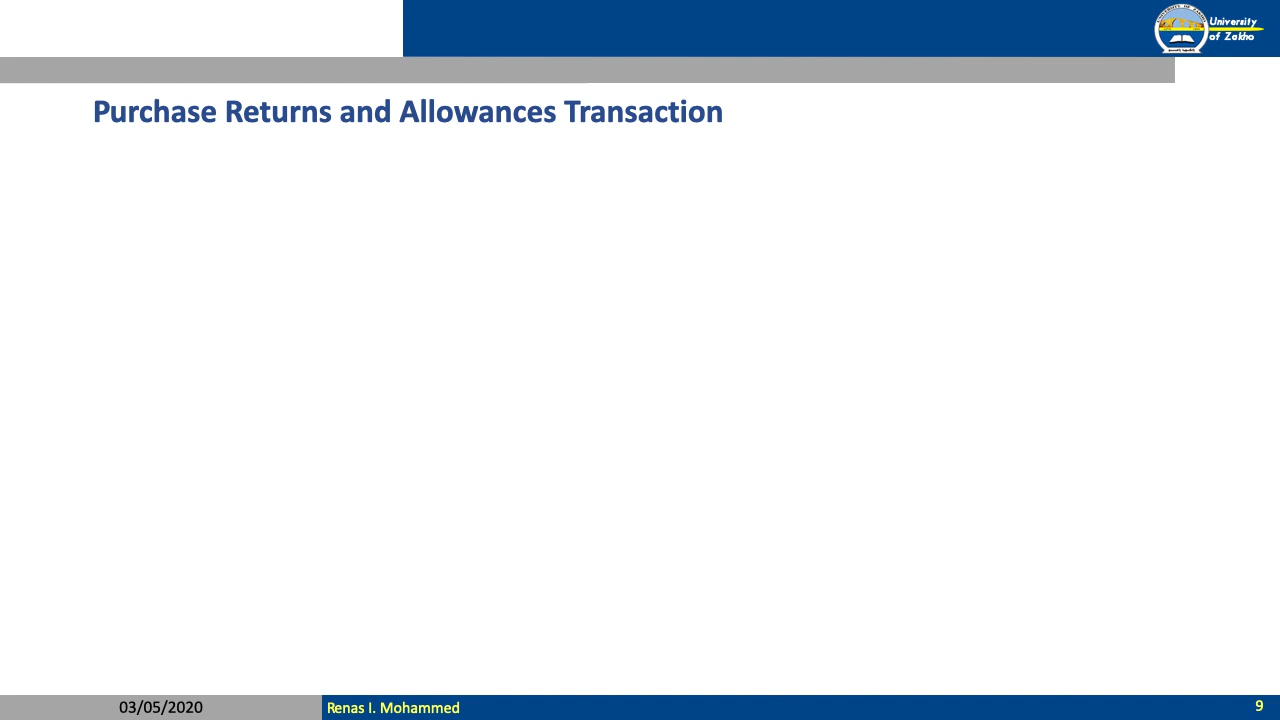 University
of Zakho
Purchase Returns and Allowances Transaction
03/05/2020
Renas I. Mohammed
9